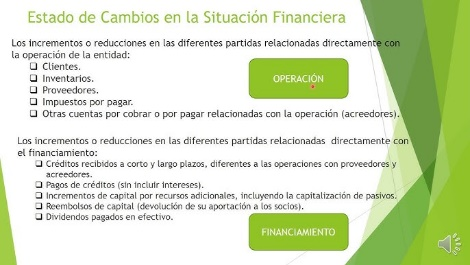 Estado de Cambios en la Situación Financiera
Los incrementos o reducciones en las diferentes partidas relacionadas directamente con
la operación de la entidad:
❑ Clientes.
❑ Inventarios.
❑ Proveedores.
❑ Impuestos por pagar.
❑ Otras cuentas por cobrar o por pagar relacionadas con la operación (acreedores).
OPERACIÓN
Los incrementos o reducciones en las diferentes partidas relacionadas directamente con
el financiamiento:
❑ Créditos recibidos a corto y largo plazos, diferentes a las operaciones con proveedores y
acreedores.
❑ Pagos de créditos (sin incluir intereses).
❑ Incrementos de capital por recursos adicionales, incluyendo la capitalización de pasivos.
❑ Reembolsos de capital (devolución de su aportación a los socios).
❑ Dividendos pagados en efectivo.
FINANCIAMIENTO